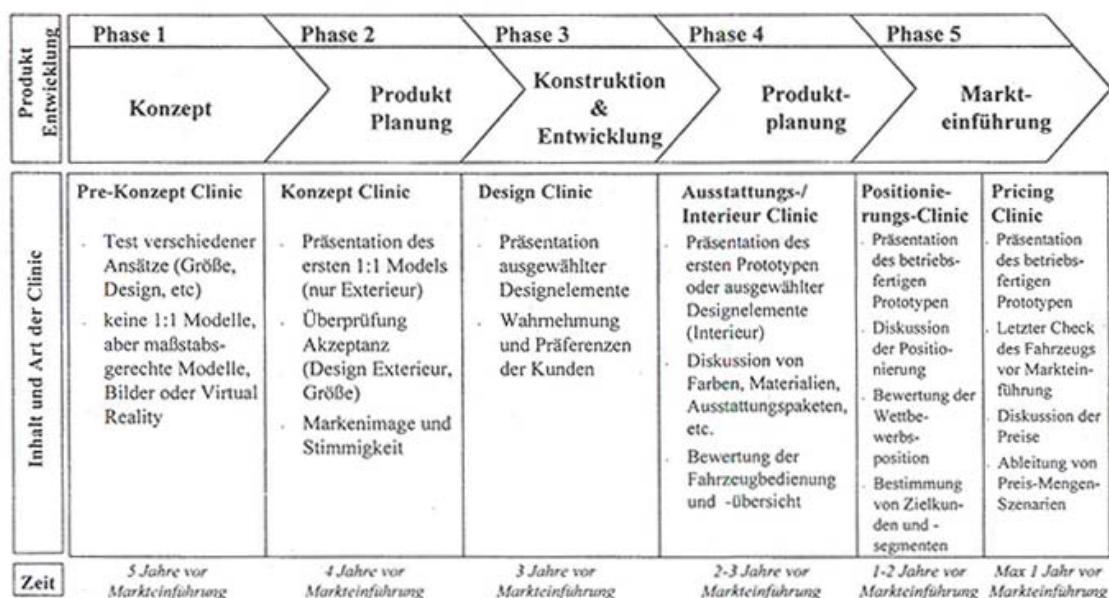 Produkt
Entwicklung
Phase 1
Konzept
Phase 2
Produkt
Planung
Phase 3
Konstruktion
&
Entwicklung
Phase 4
Produkt-
planung
Phase 5
Markt-
einführung
Inhalt und Art der Clinic
Pre-Konzept Clinic
. Test verschiedener
Ansätze (Größe,
Design, etc)
. keine 1:1 Modelle,
aber maßstabs-
gerechte Modelle,
Bilder oder Virtual
Reality
Konzept Clinic
. Präsentation des
ersten 1:1 Models
(nur Exterieur)
. Überprüfung
Akzeptanz
(Design Exterieur,
Größe)
. Markenimage und
Stimmigkeit
Design Clinic
. Präsentation
ausgewählter
Designelemente
. Wahrnehmung
und Präferenzen
der Kunden
Ausstattungs-/
Interieur Clinic
. Präsentation des
ersten Prototypen
oder ausgewählter
Designelemente
(Interieur)
. Diskussion von
Farben, Materialien,
Ausstattungspaketen,
etc.
. Bewertung der
Fahrzeugbedienung
und -übersicht
Positionie-
rungs-Clinic
. Präsentation
des betriebs-
fertigen
Prototypen
. Diskussion
der Positio-
nierung
. Bewertung der
Wettbe-
werbs-
position
. Bestimmung
von Zielkun-
den und -
segmenten
Pricing
Clinic
. Präsentation
des betriebs-
fertigen
Prototypen
. Letzter Check
des Fahrzeugs
vor Marktein-
führung
. Diskussion der
Preise
. Ableitung von
Preis-Mengen-
Szenarien
Zeit
5 Jahre vor
Markteinführung
4 Jahre vor
Markteinführung
3 Jahre vor
Markteinführung
2-3 Jahre vor
Markteinführung
1-2 Jahre vor
Markteinführung
Max 1 Jahr vor
Markteinführung